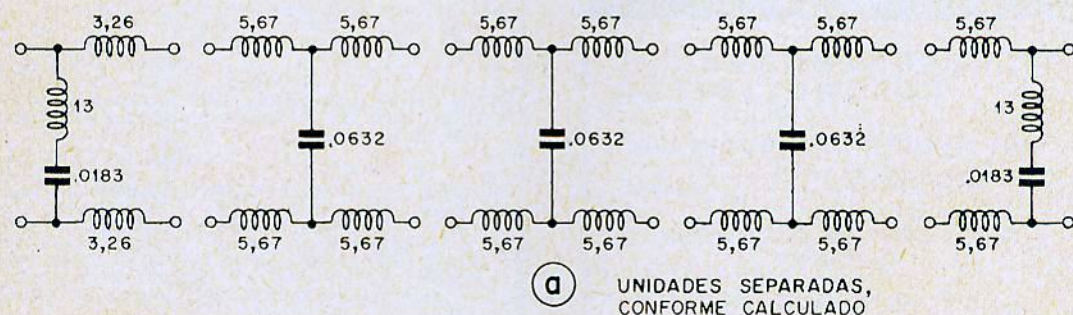 3,26 5,67 5,67 5,67 5,67 5,67 5,67 5,67
13 .0632 .0632 .0632 13
.0183 .0183
3,26 5,67 5,67 5,67 5,67 5,67 5,67 5,67
a UNIDADES SEPARADAS,
CONFORME CALCULADO